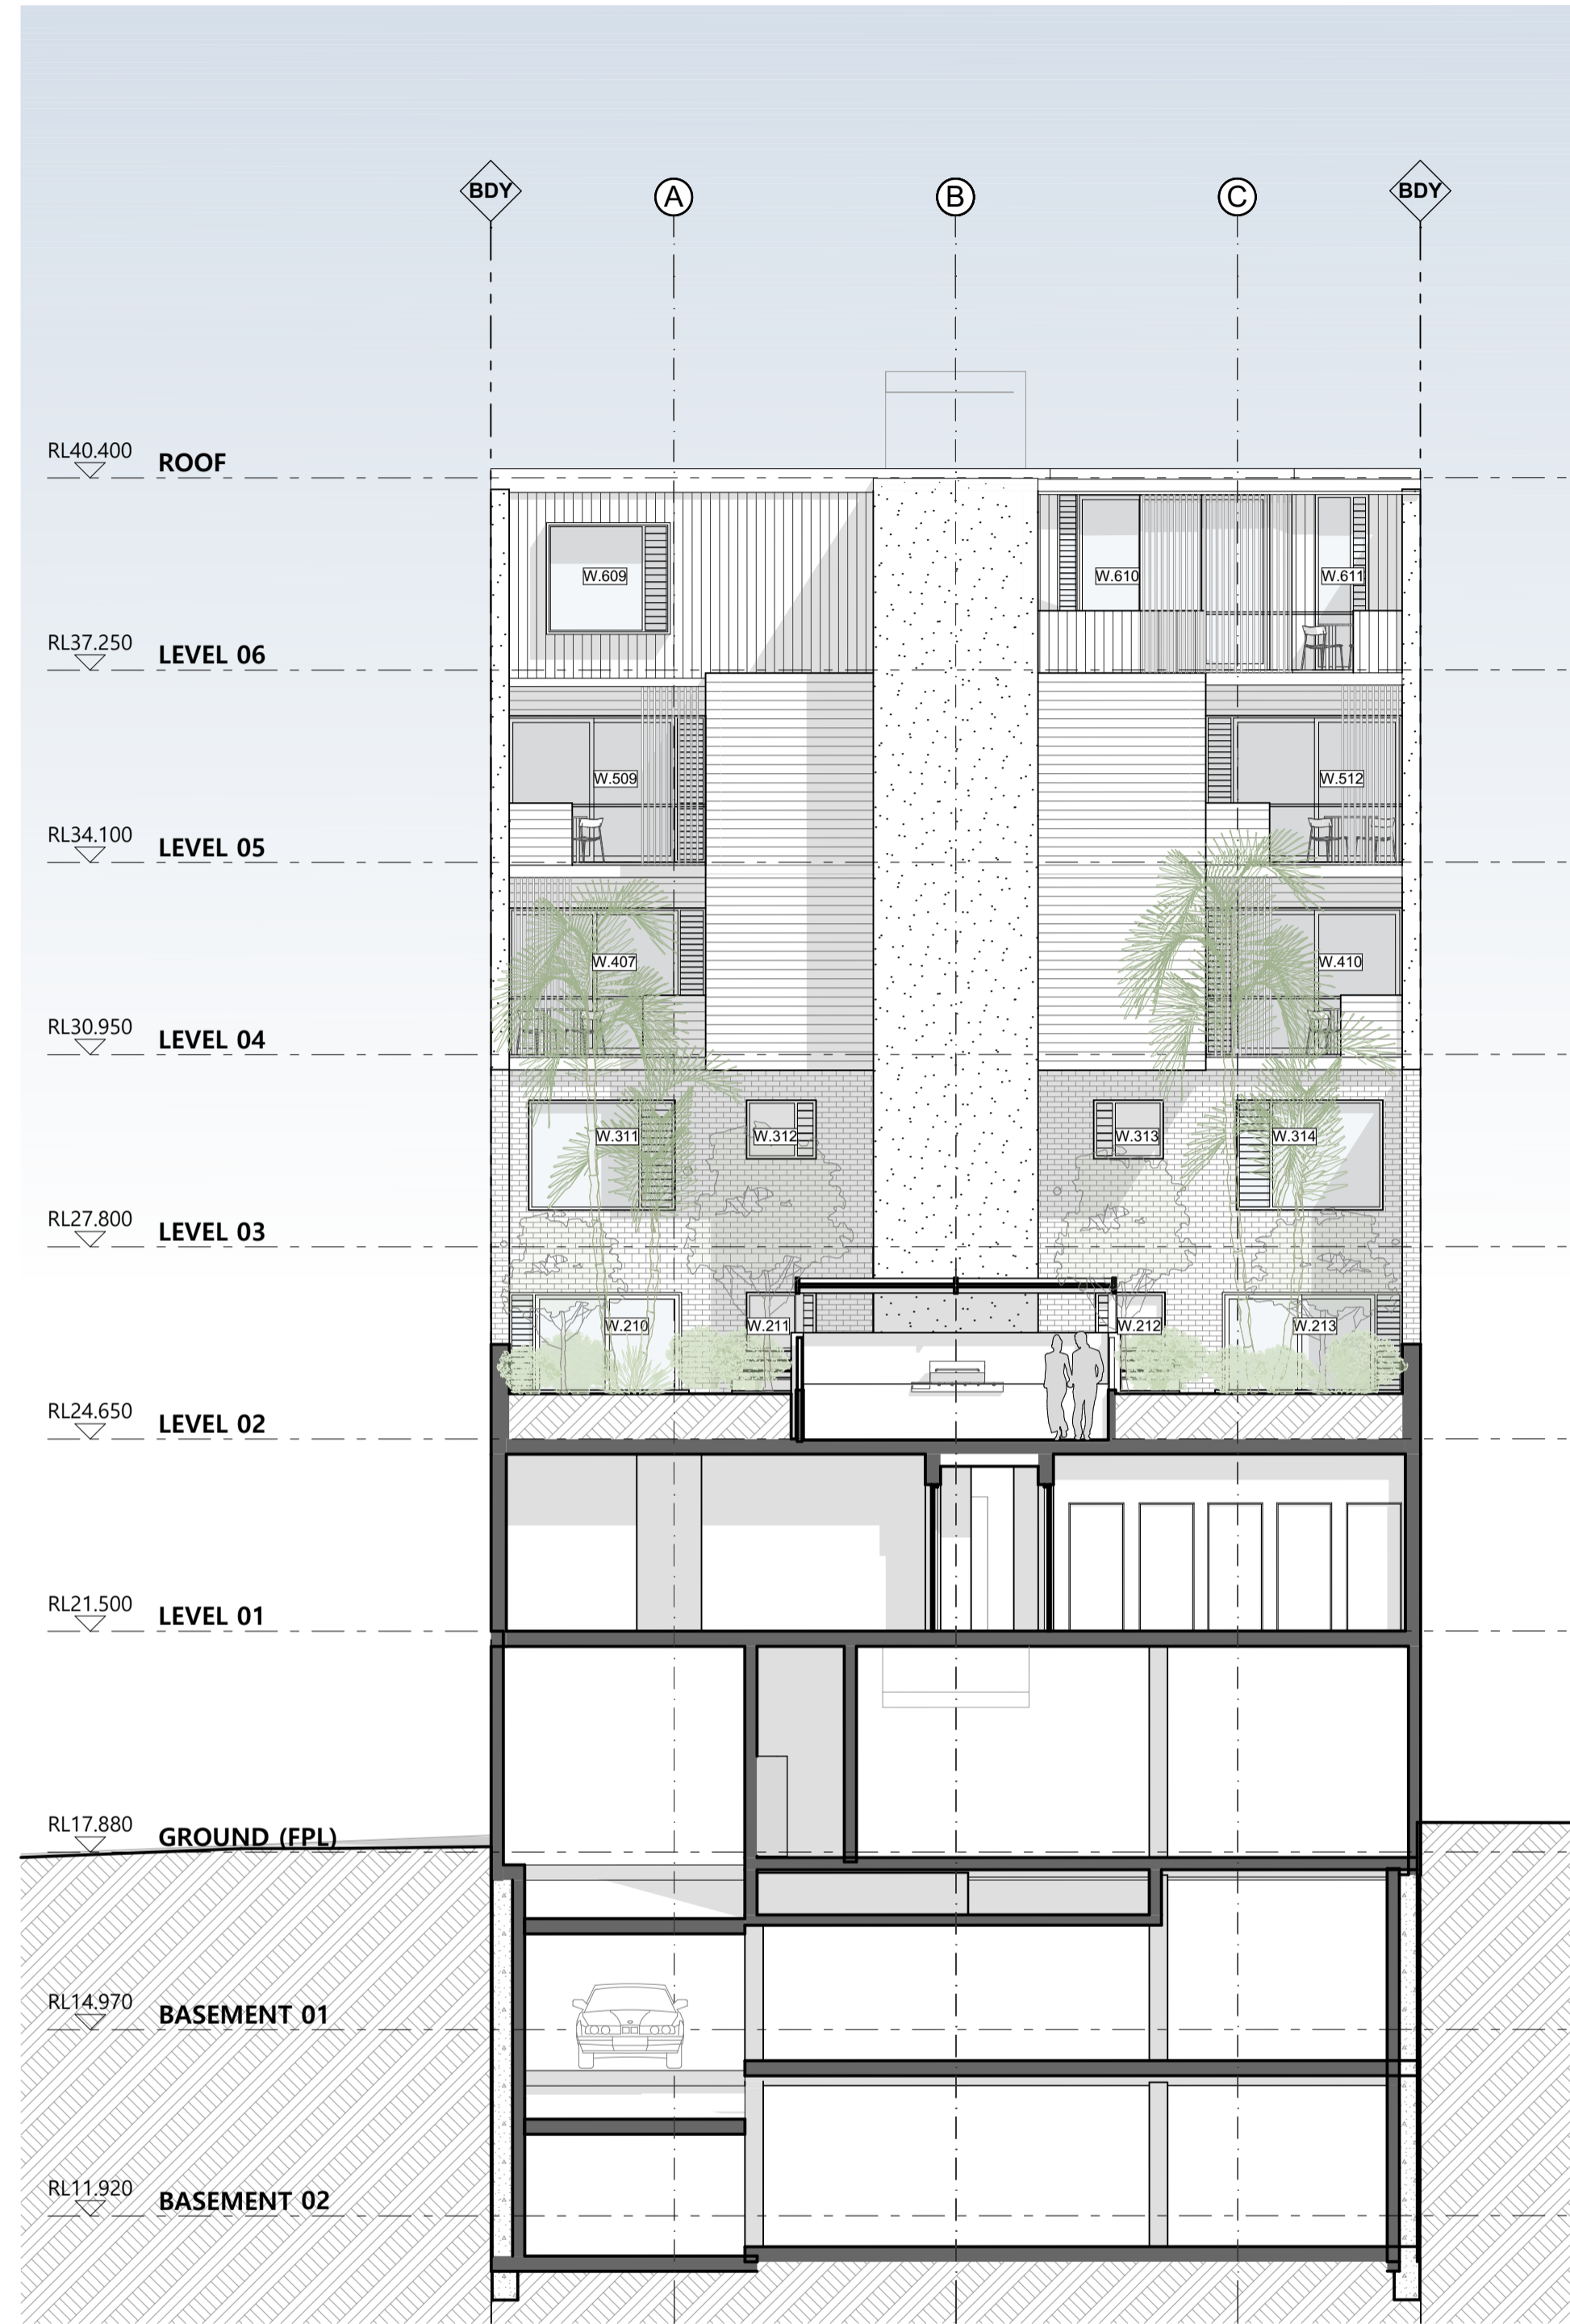 BDY
A
B
C
BDY
RL40.400
ROOF
W.609
W.610
W.611
RL37.250
LEVEL 06
W.509
W.512
RL34.100
LEVEL 05
W.407
W.410
RL30.950
LEVEL 04
W.311
W.312
W.313
W.314
RL27.800
LEVEL 03
W.210
W.211
W.212
W.213
RL24.650
LEVEL 02
RL21.500
LEVEL 01
RL17.880
GROUND (FPL)
RL14.970
BASEMENT 01
RL11.920
BASEMENT 02